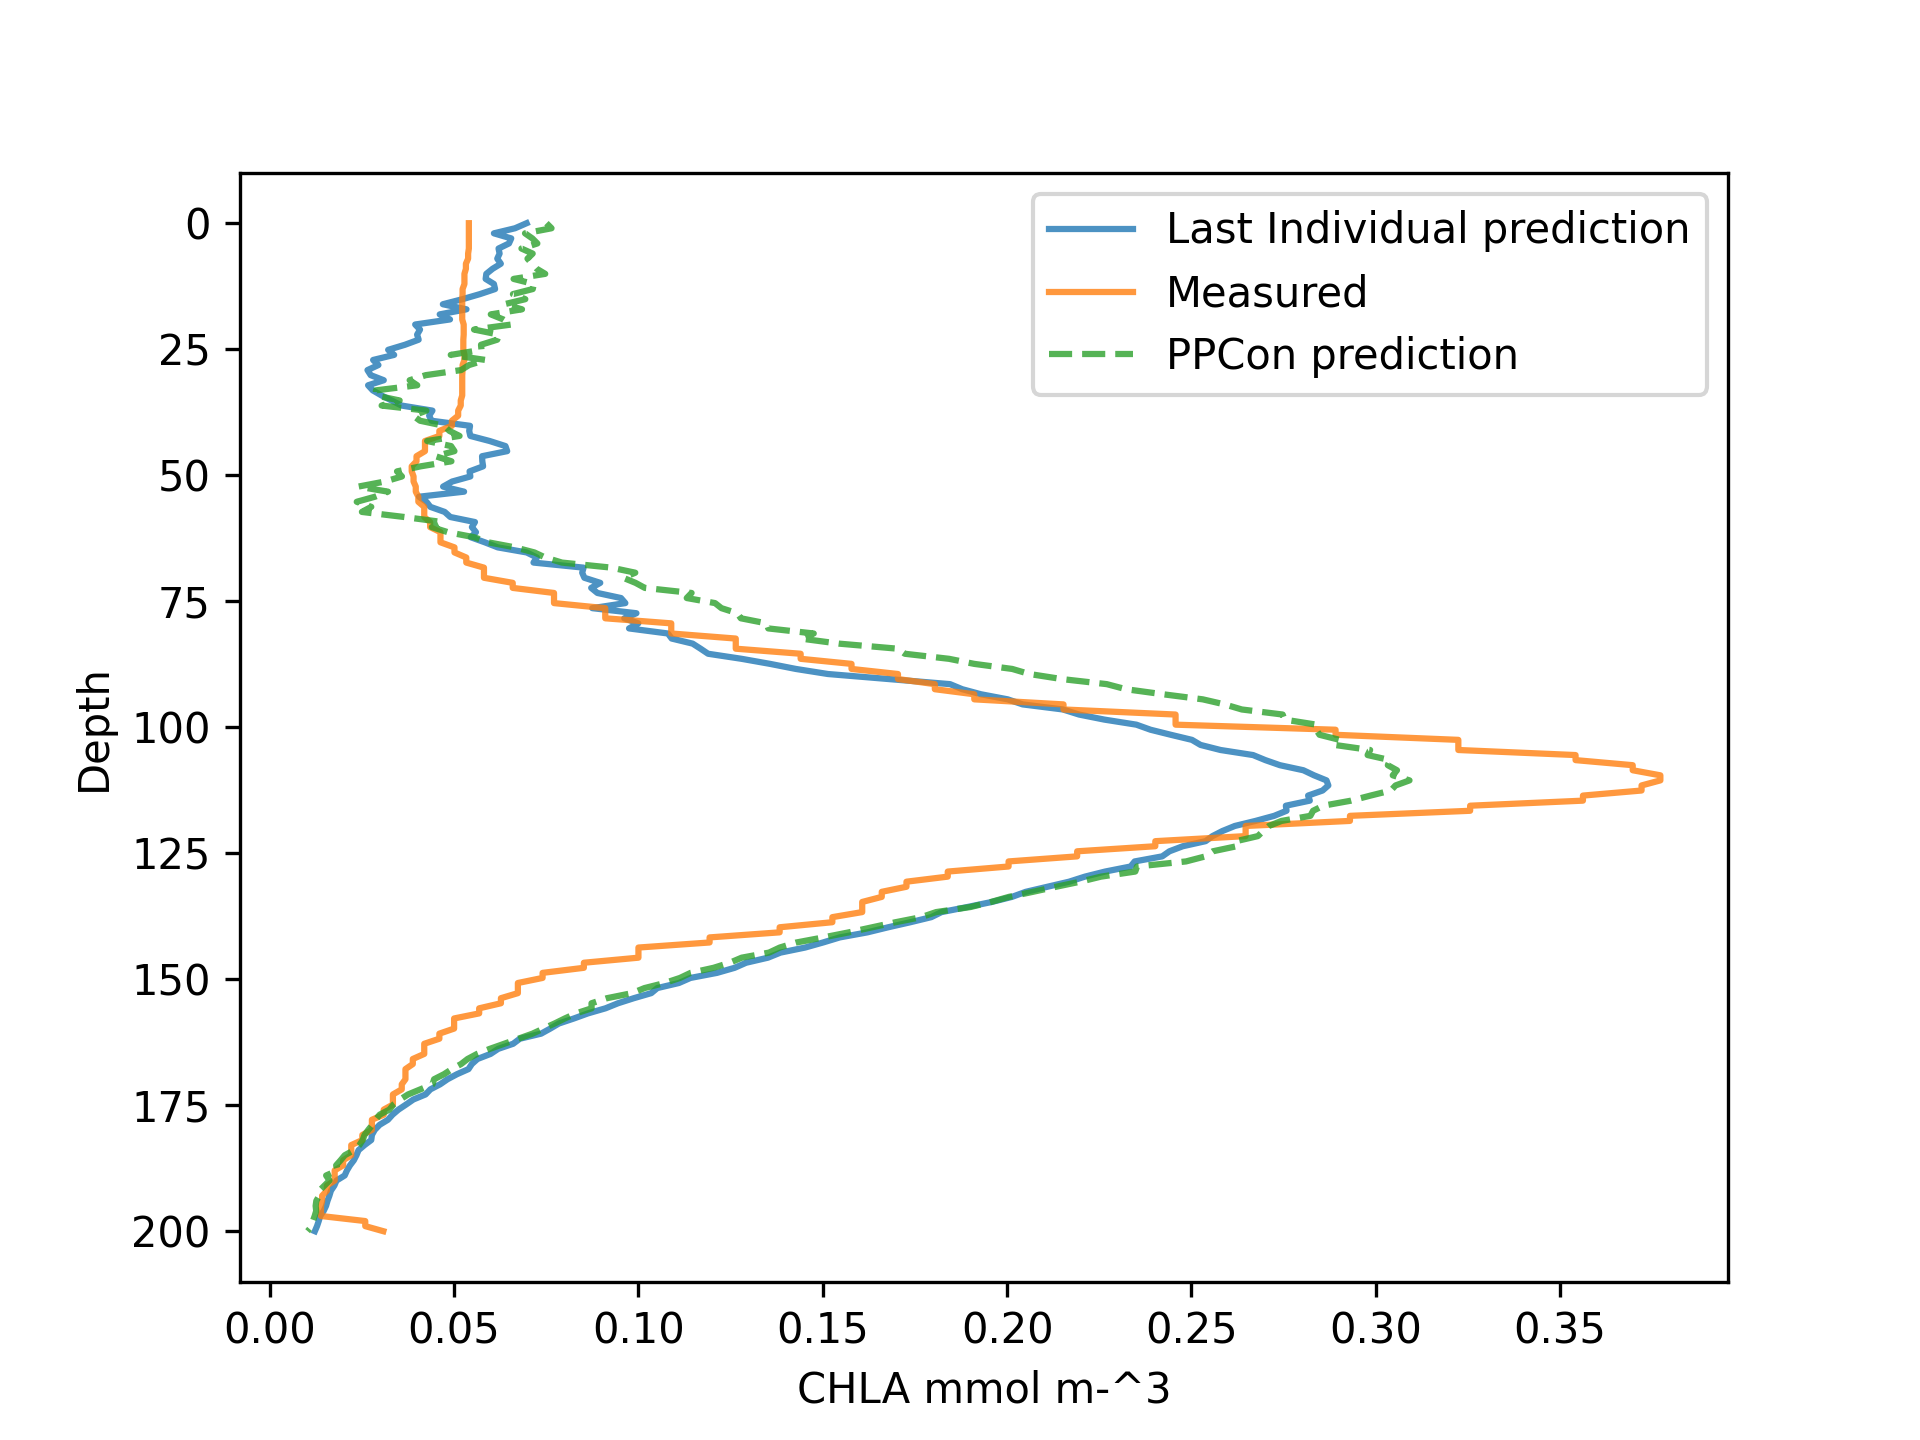 Last Individual prediction
Measured
PPCon prediction
0
25
50
75
100
125
150
175
200
Depth
0.00 0.05 0.10 0.15 0.20 0.25 0.30 0.35
CHLA mmol m-^3